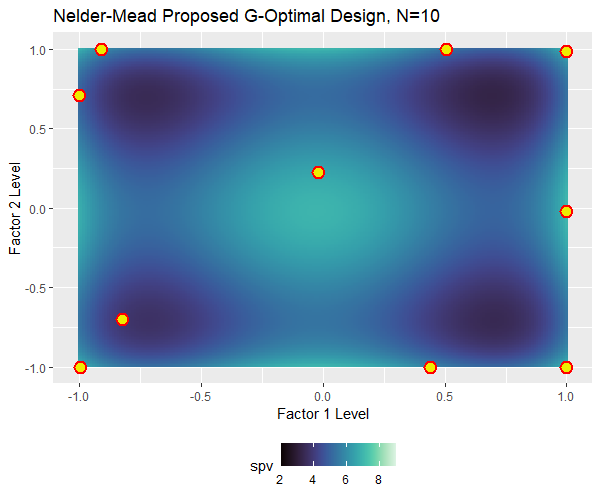 Nelder-Mead Proposed G-Optimal Design, N=10
Factor 2 Level
1.0
0.5
0.0
-0.5
-1.0
-1.0 -0.5 0.0 0.5 1.0
Factor 1 Level
spv
2 4 6 8